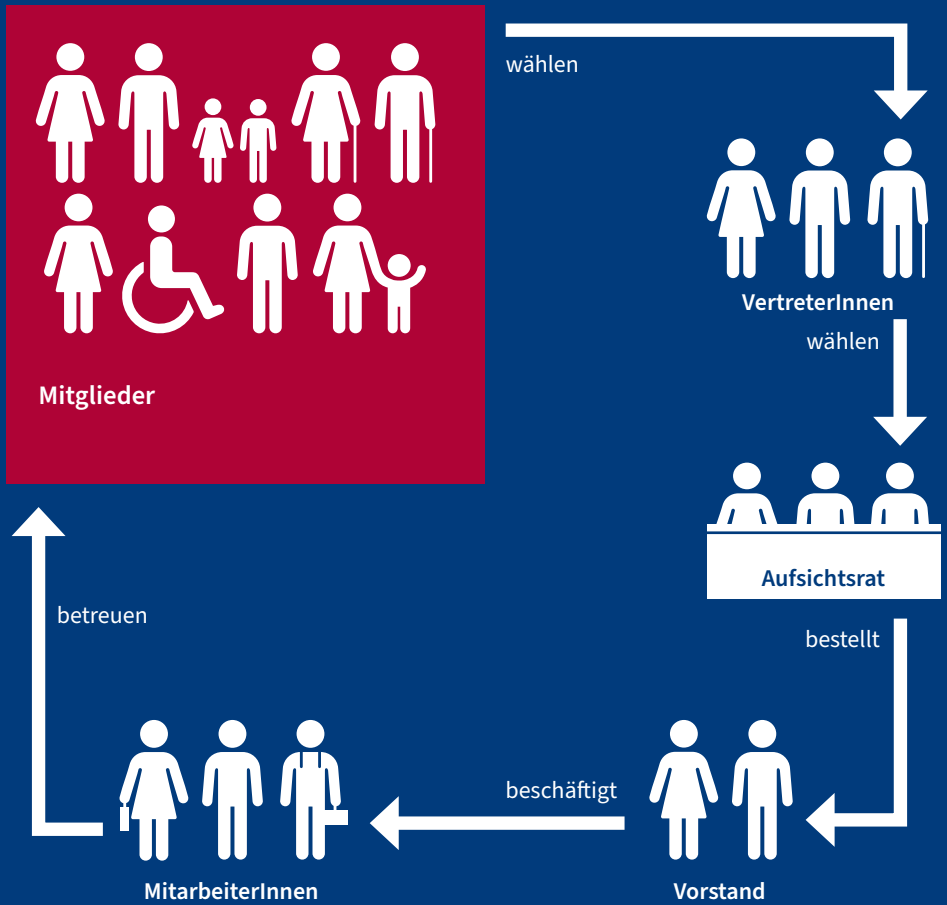 wählen
VertreterInnen
wählen
Mitglieder
Aufsichtsrat
betreuen
bestellt
beschäftigt
MitarbeiterInnen
Vorstand